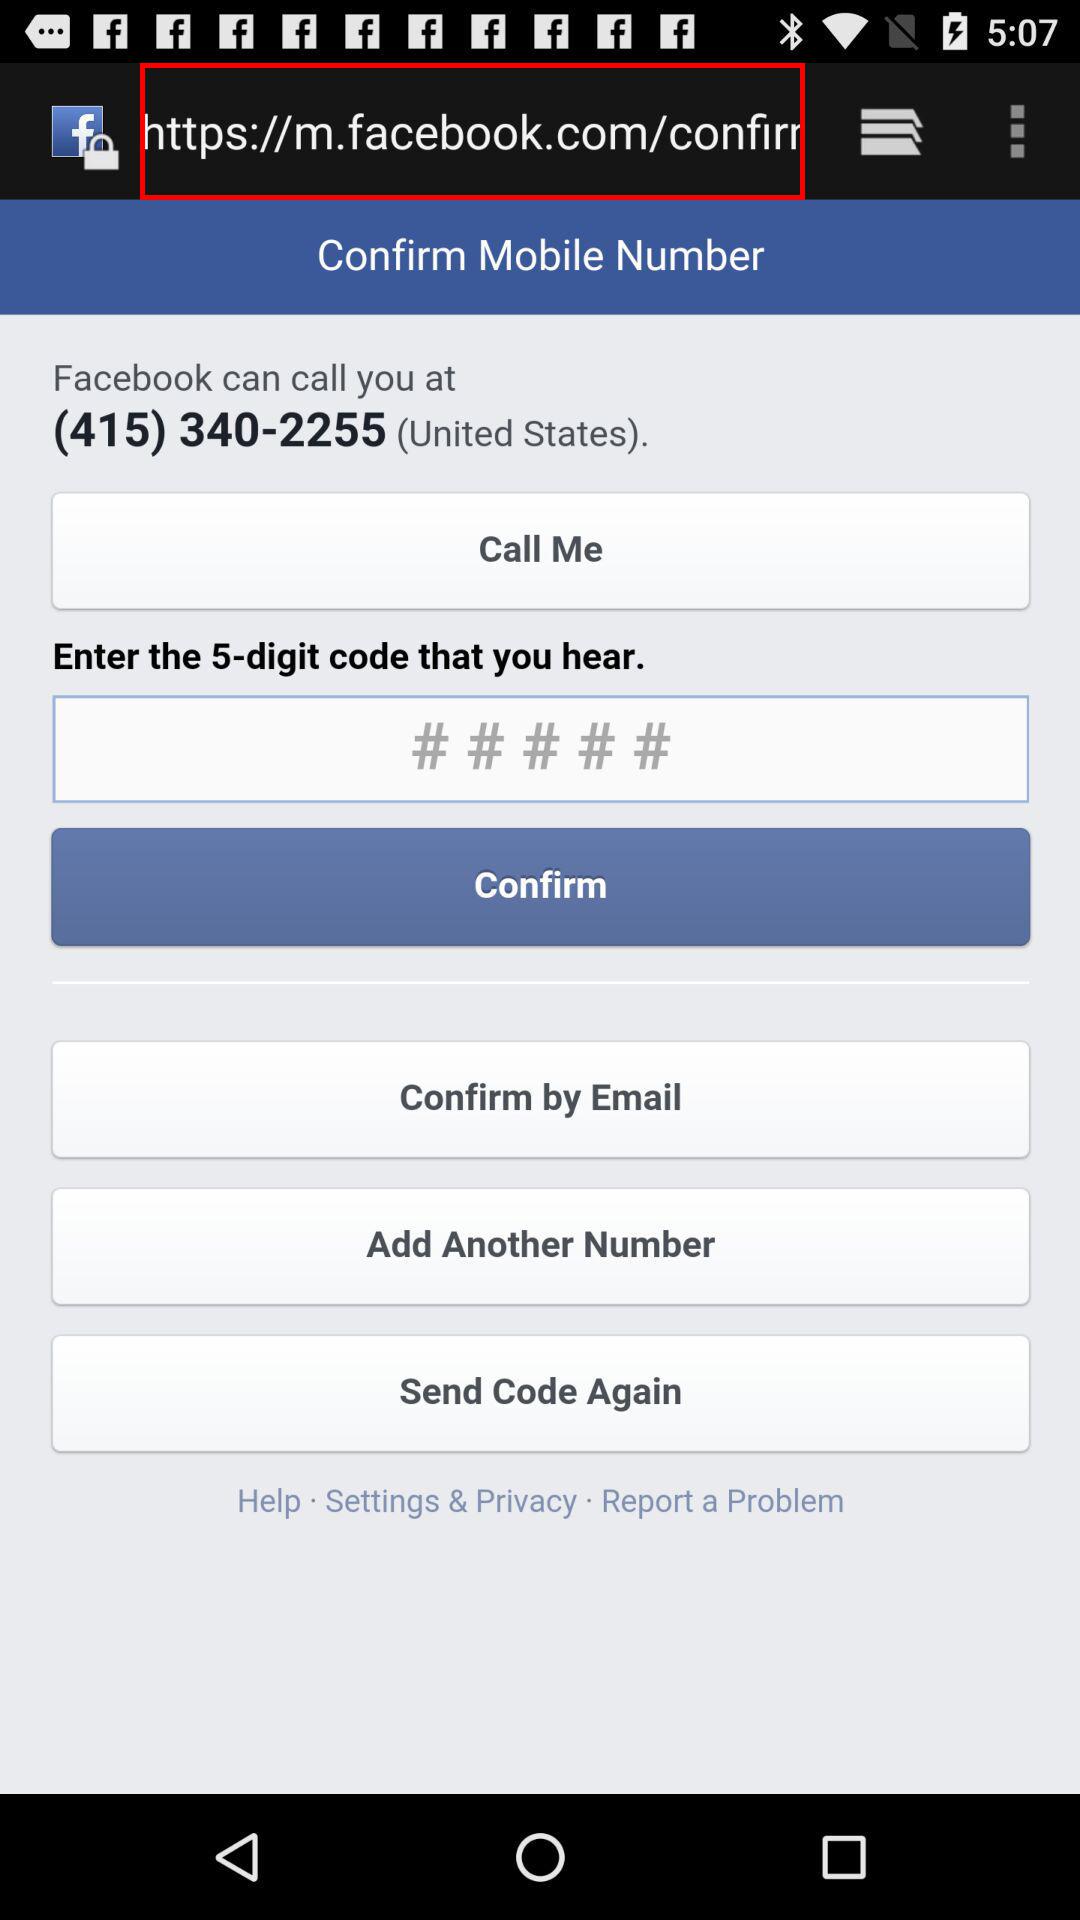 5:07
https://m.facebook.com/confirm
Confirm Mobile Number
Facebook can call you at
(415) 340-2255 (United States).
Call Me
Enter the 5-digit code that you hear.
# # # # #
Confirm
Confirm by Email
Add Another Number
Send Code Again
Help · Settings & Privacy · Report a Problem